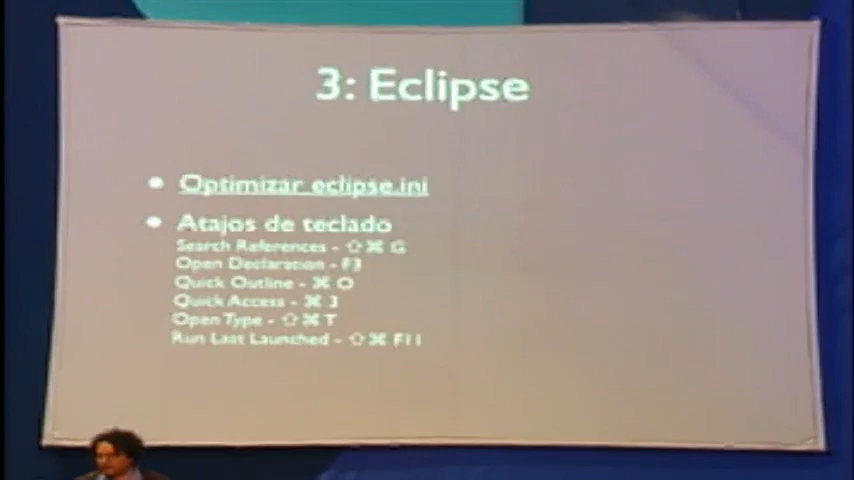 3: Eclipse
Optimizar eclipse.ini
Atajos de teclado
Search References - ⇧⌘ G
Open Declaration - F3
Quick Outline - ⌘ O
Quick Access - ⌘ 3
Open Type - ⇧⌘ T
Run Last Launched - ⇧⌘ F11